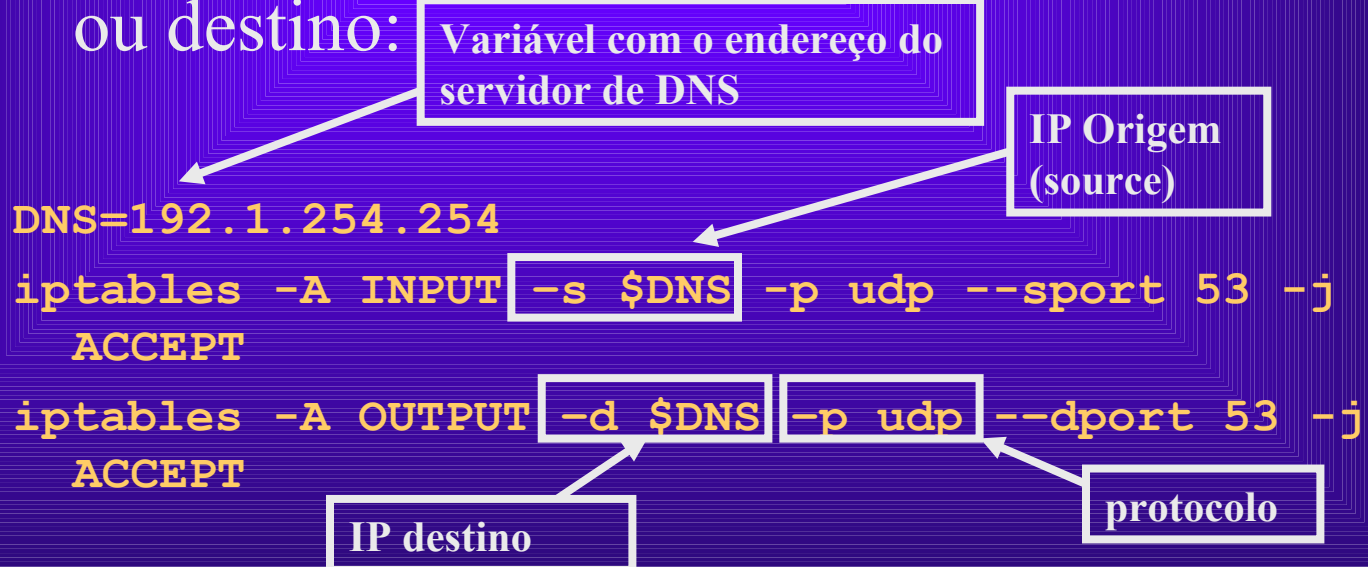 ou destino:
Variável com o endereço do
servidor de DNS
IP Origem
(source)
DNS=192.1.254.254
iptables -A INPUT –s $DNS -p udp --sport 53 -j
ACCEPT
iptables -A OUTPUT –d $DNS –p udp --dport 53 -j
ACCEPT
IP destino
protocolo